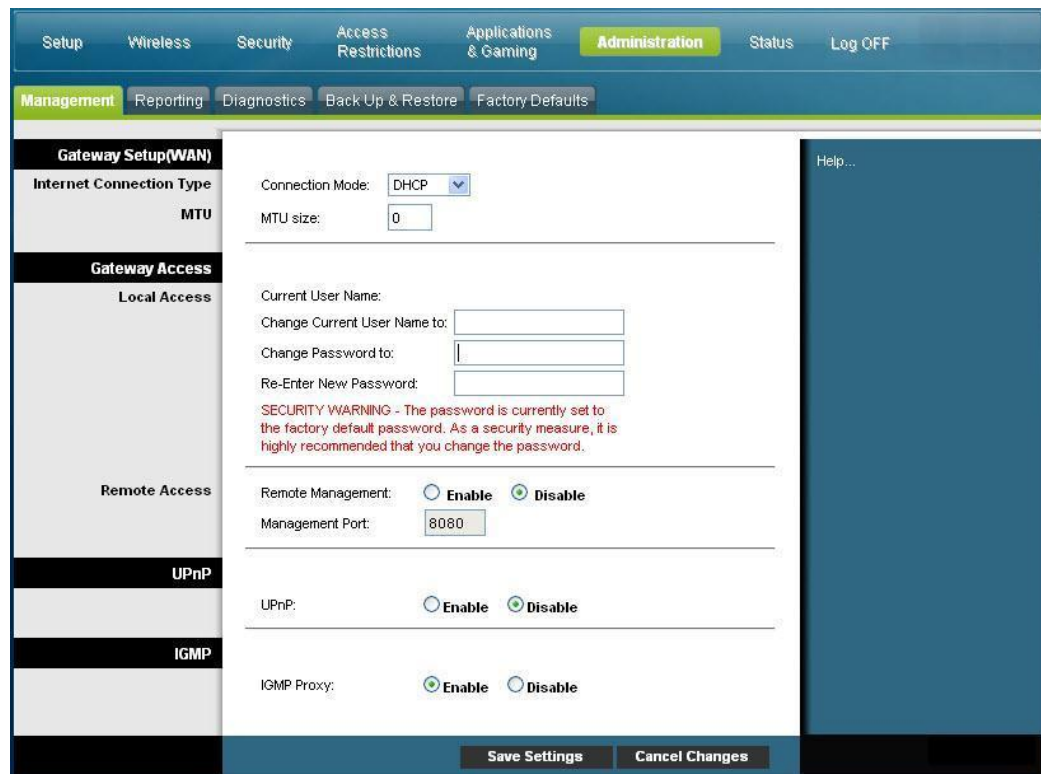 Setup Wireless Security Access Restrictions Applications & Gaming Administration Status Log OFF
Management Reporting Diagnostics Back Up & Restore Factory Defaults
Gateway Setup(WAN)
Help...
Internet Connection Type Connection Mode: DHCP
MTU MTU size: 0
Gateway Access
Local Access Current User Name:
Change Current User Name to:
Change Password to:
Re-Enter New Password:
SECURITY WARNING - The password is currently set to
the factory default password. As a security measure, it is
highly recommended that you change the password.
Remote Access Remote Management: Enable Disable
Management Port: 8080
UPnP
UPnP: Enable Disable
IGMP
IGMP Proxy: Enable Disable
Save Settings Cancel Changes